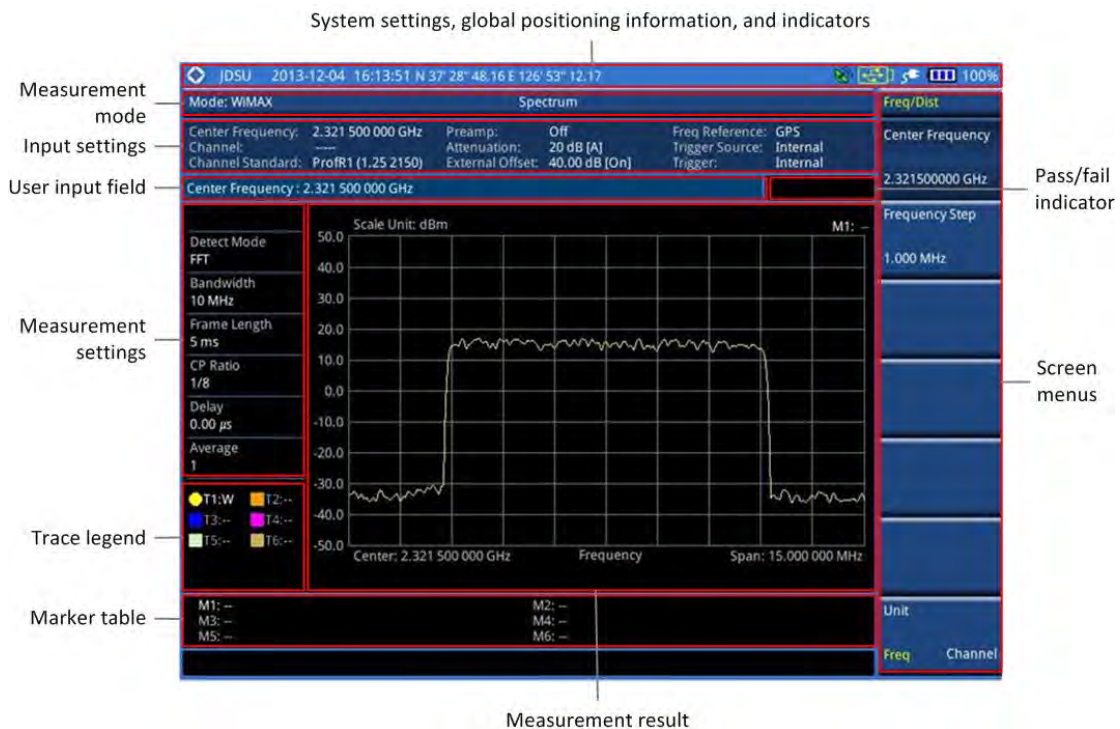 System settings, global positioning information, and indicators
JDSU 2013-12-04 16:13:51 N 37' 28" 48.16 E 126' 53" 12.17 100%
Measurement mode
Mode: WiMAX Spectrum
Freq/Dist
Input settings
Center Frequency: 2.321 500 000 GHz Preamp: Off Freq Reference: GPS
Channel: ---- Attenuation: 20 dB [A] Trigger Source: Internal
Channel Standard: ProfR1 (1.25 2150) External Offset: 40.00 dB [On] Trigger: Internal
Center Frequency
2.321500000 GHz
User input field
Center Frequency : 2.321 500 000 GHz
Pass/fail indicator
Frequency Step
1.000 MHz
Measurement settings
Detect Mode
FFT
Bandwidth
10 MHz
Frame Length
5 ms
CP Ratio
1/8
Delay
0.00 µs
Average
1
Scale Unit: dBm M1: --
50.0
40.0
30.0
20.0
10.0
0.0
-10.0
-20.0
-30.0
-40.0
-50.0
Center: 2.321 500 000 GHz Frequency Span: 15.000 000 MHz
Screen menus
Trace legend
T1:W T2:--
T3:-- T4:--
T5:-- T6:--
Marker table
M1: -- M2: --
M3: -- M4: --
M5: -- M6: --
Unit
Freq Channel
Measurement result